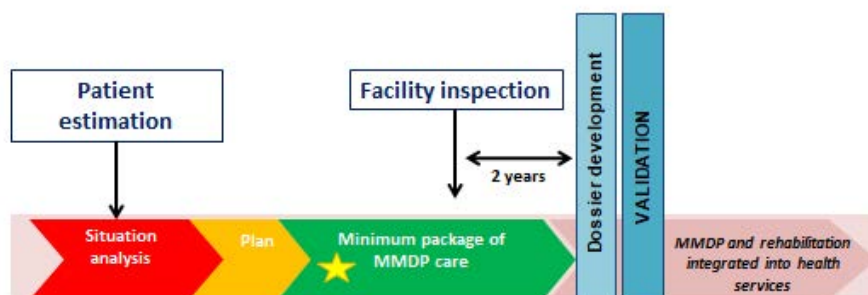 Patient
estimation
Facility inspection
2 years
Dossier development
VALIDATION
Situation
analysis
Plan
Minimum package of
MMDP care
MMDP and rehabilitation
integrated into health
services